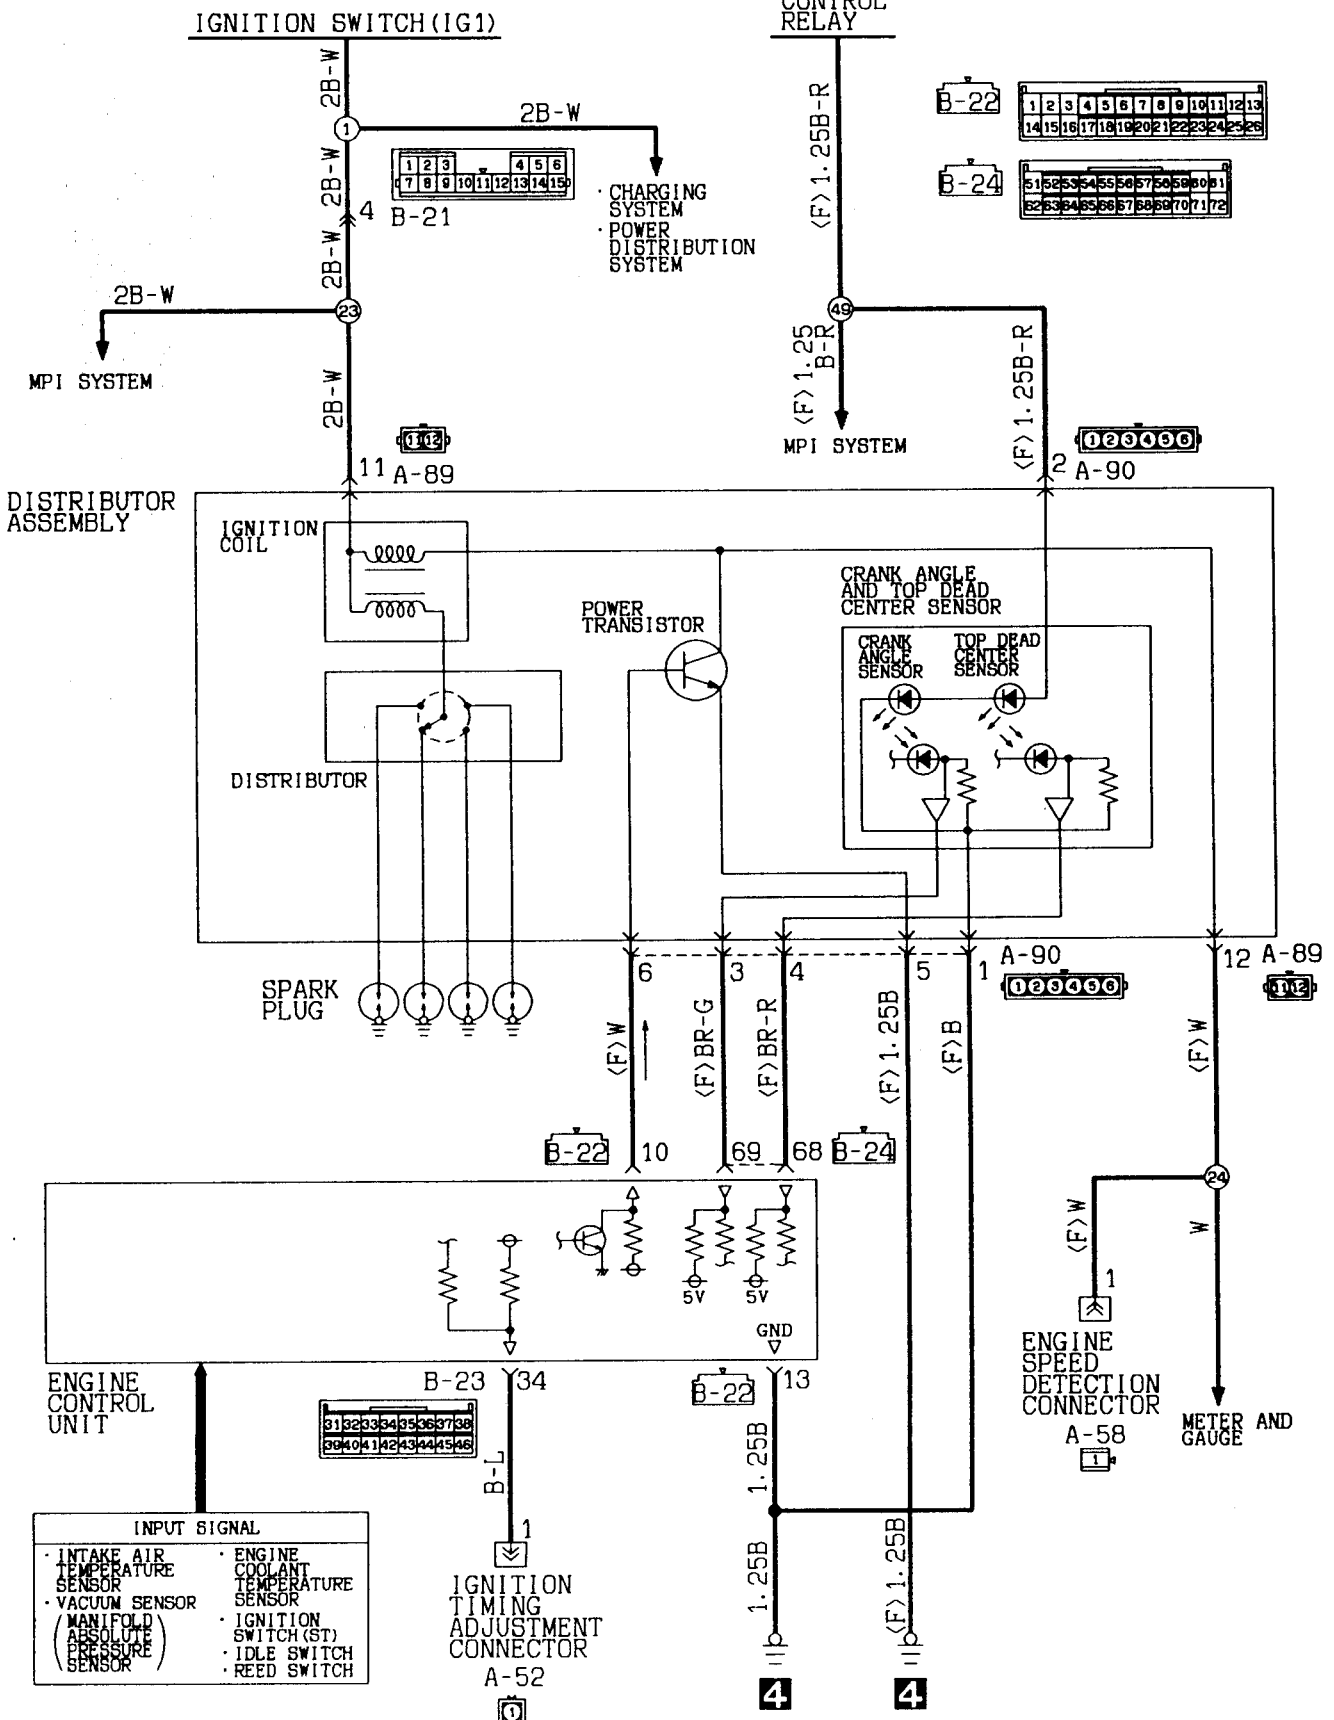 IGNITION SWITCH(IG1)
CONTROL
RELAY
2B-W
1
2B-W
2B-W
4
B-21
1 2 3 4 5 6
7 8 9 10 11 12 13 14 15
· CHARGING
SYSTEM
· POWER
DISTRIBUTION
SYSTEM
<F>1.25B-R
B-22
1 2 3 4 5 6 7 8 9 10 11 12 13
14 15 16 17 18 19 20 21 22 23 24 25 26
B-24
51 52 53 54 55 56 57 58 59 60 61
62 63 64 65 66 67 68 69 70 71 72
2B-W
2B-W
23
49
MPI SYSTEM
2B-W
<F>1.25
B-R
<F>1.25B-R
MPI SYSTEM
11 12
11
A-89
1 2 3 4 5 6
2
A-90
DISTRIBUTOR
ASSEMBLY
IGNITION
COIL
POWER
TRANSISTOR
CRANK ANGLE
AND TOP DEAD
CENTER SENSOR
CRANK
ANGLE
SENSOR
TOP DEAD
CENTER
SENSOR
DISTRIBUTOR
6
3
4
5
1
A-90
1 2 3 4 5 6
12
A-89
11 12
SPARK
PLUG
<F>W
<F>BR-G
<F>BR-R
<F>1.25B
<F>B
<F>W
B-22
10
69
68
B-24
24
<F>W
W
5V
5V
GND
1
ENGINE
SPEED
DETECTION
CONNECTOR
A-58
1
METER AND
GAUGE
ENGINE
CONTROL
UNIT
B-23
34
31 32 33 34 35 36 37 38
39 40 41 42 43 44 45 46
B-22
13
B-L
1.25B
1
IGNITION
TIMING
ADJUSTMENT
CONNECTOR
A-52
1
1.25B
<F>1.25B
4
4
INPUT SIGNAL
· INTAKE AIR
TEMPERATURE
SENSOR
· VACUUM SENSOR
(MANIFOLD
ABSOLUTE
PRESSURE
SENSOR)
· ENGINE
COOLANT
TEMPERATURE
SENSOR
· IGNITION
SWITCH(ST)
· IDLE SWITCH
· REED SWITCH